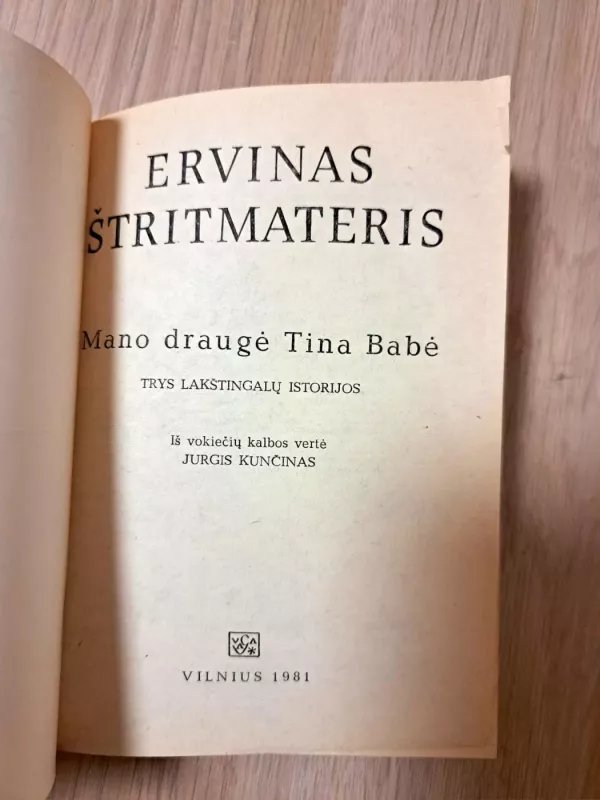 ERVINAS
ŠTRITMATERIS
Mano draugė Tina Babė
TRYS LAKŠTINGALŲ ISTORIJOS
Iš vokiečių kalbos vertė
JURGIS KUNČINAS
VILNIUS 1981